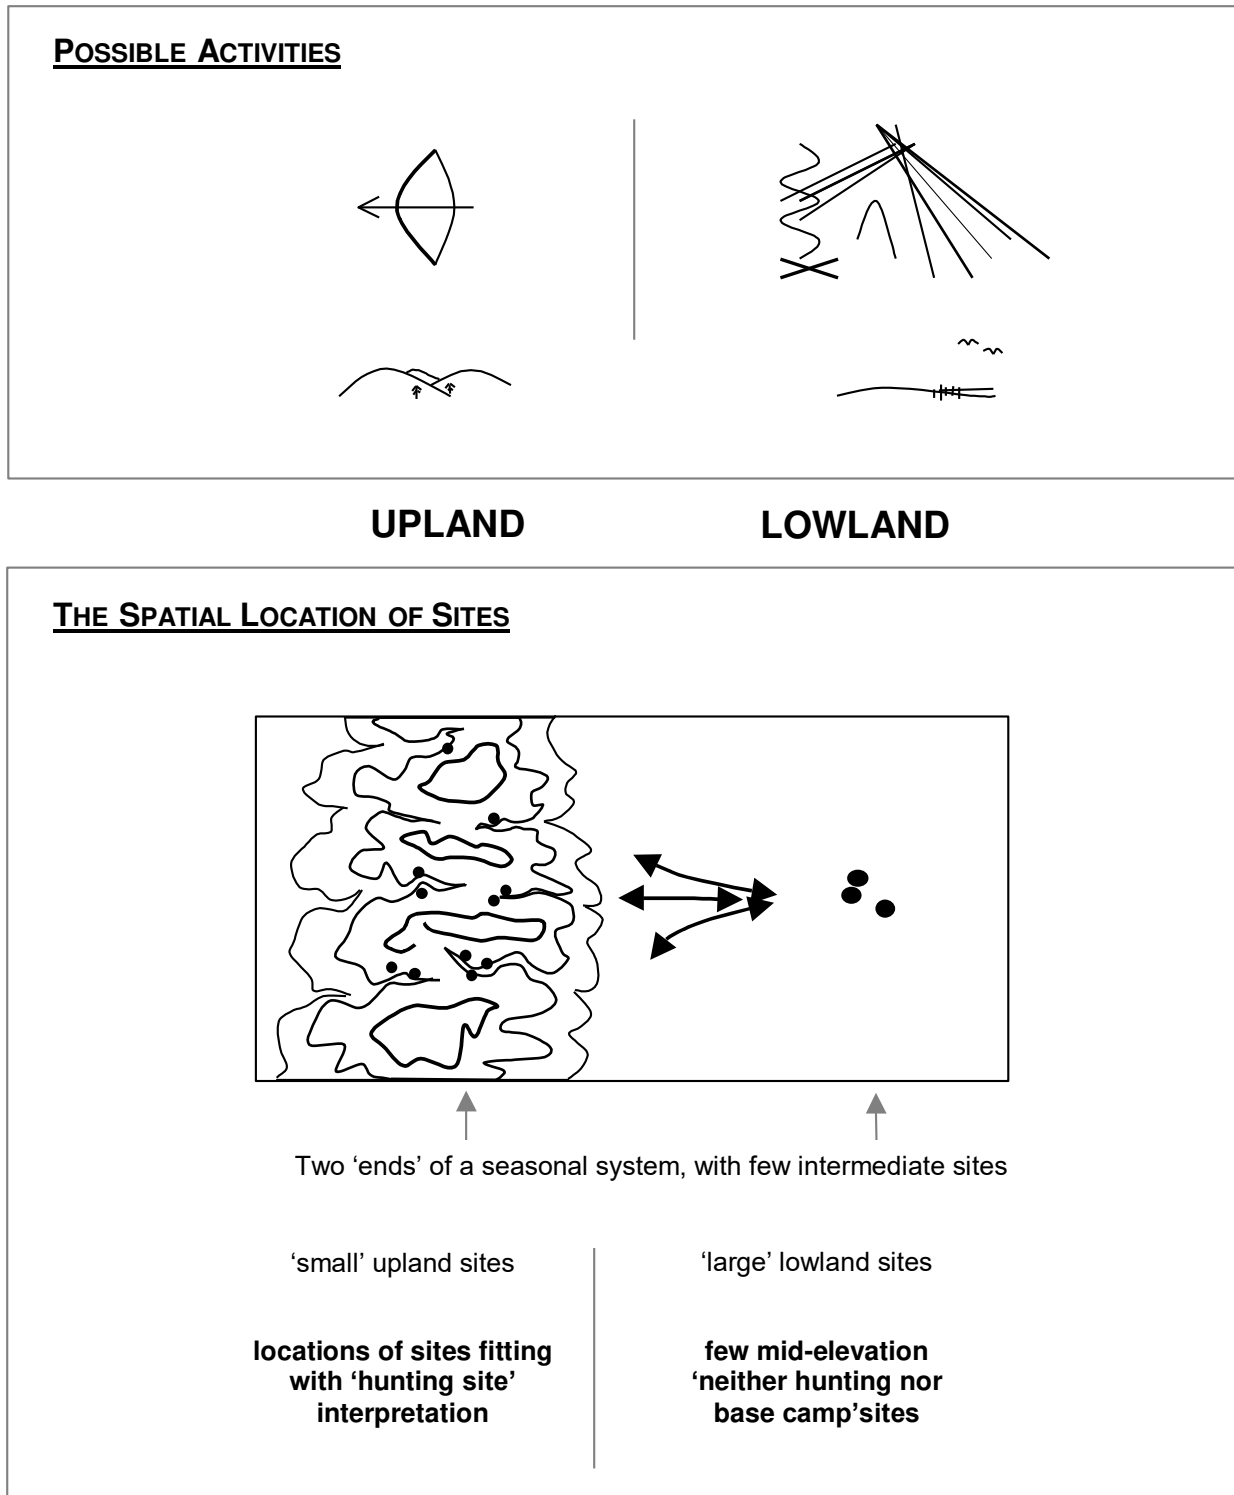 POSSIBLE ACTIVITIES
UPLAND
LOWLAND
THE SPATIAL LOCATION OF SITES
Two ‘ends’ of a seasonal system, with few intermediate sites
‘small’ upland sites
‘large’ lowland sites
locations of sites fitting
with ‘hunting site’
interpretation
few mid-elevation
‘neither hunting nor
base camp’sites